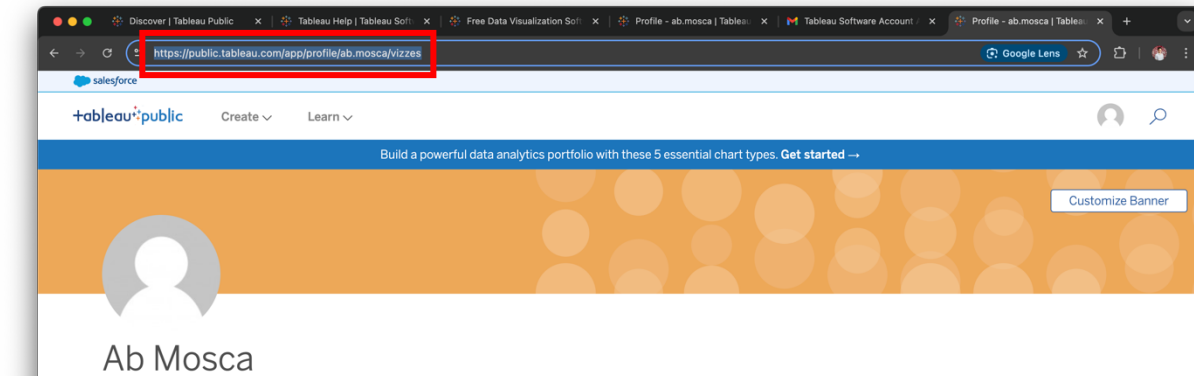 Discover | Tableau Public
Tableau Help | Tableau Soft
Free Data Visualization Soft
Profile - ab.mosca | Tableau
Tableau Software Account
Profile - ab.mosca | Tableau
https://public.tableau.com/app/profile/ab.mosca/vizzes
Google Lens
salesforce
+ableau public
Create
Learn
Build a powerful data analytics portfolio with these 5 essential chart types. Get started →
Customize Banner
Ab Mosca